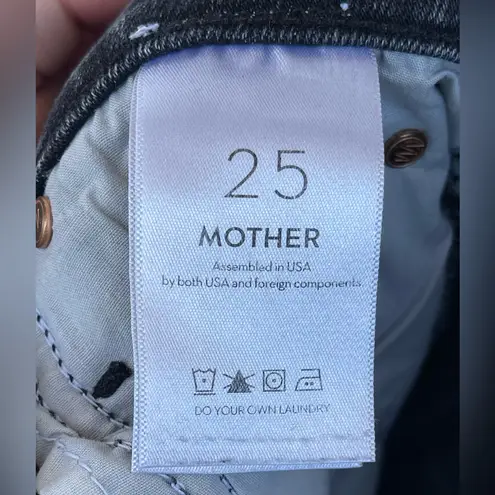 25
MOTHER
Assembled in USA
by both USA and foreign components
DO YOUR OWN LAUNDRY